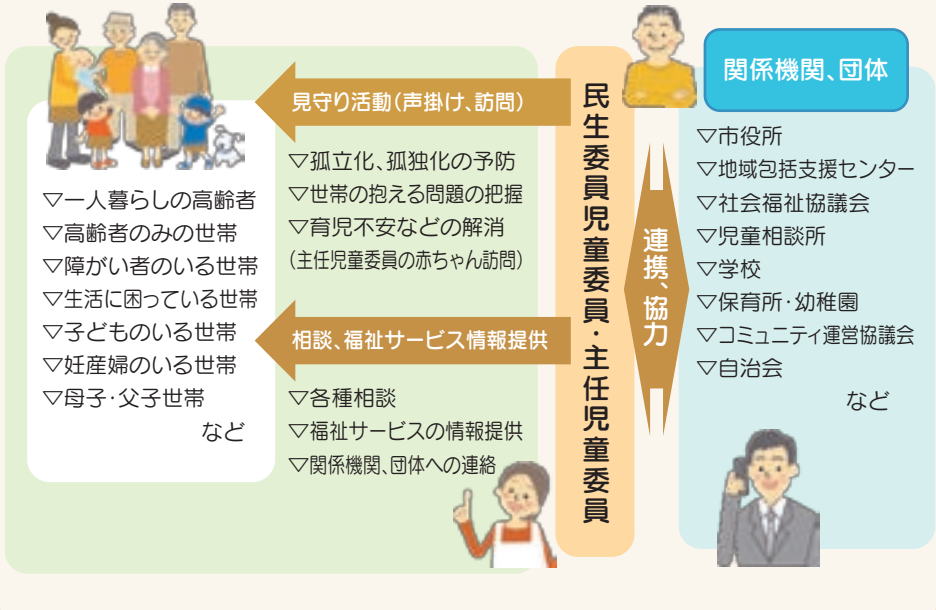 ▽一人暮らしの高齢者
▽高齢者のみの世帯
▽障がい者のいる世帯
▽生活に困っている世帯
▽子どものいる世帯
▽妊産婦のいる世帯
▽母子・父子世帯
など
見守り活動(声掛け、訪問)
▽孤立化、孤独化の予防
▽世帯の抱える問題の把握
▽育児不安などの解消
(主任児童委員の赤ちゃん訪問)
相談、福祉サービス情報提供
▽各種相談
▽福祉サービスの情報提供
▽関係機関、団体への連絡
民生委員児童委員・主任児童委員
連携、協力
関係機関、団体
▽市役所
▽地域包括支援センター
▽社会福祉協議会
▽児童相談所
▽学校
▽保育所・幼稚園
▽コミュニティ運営協議会
▽自治会
など